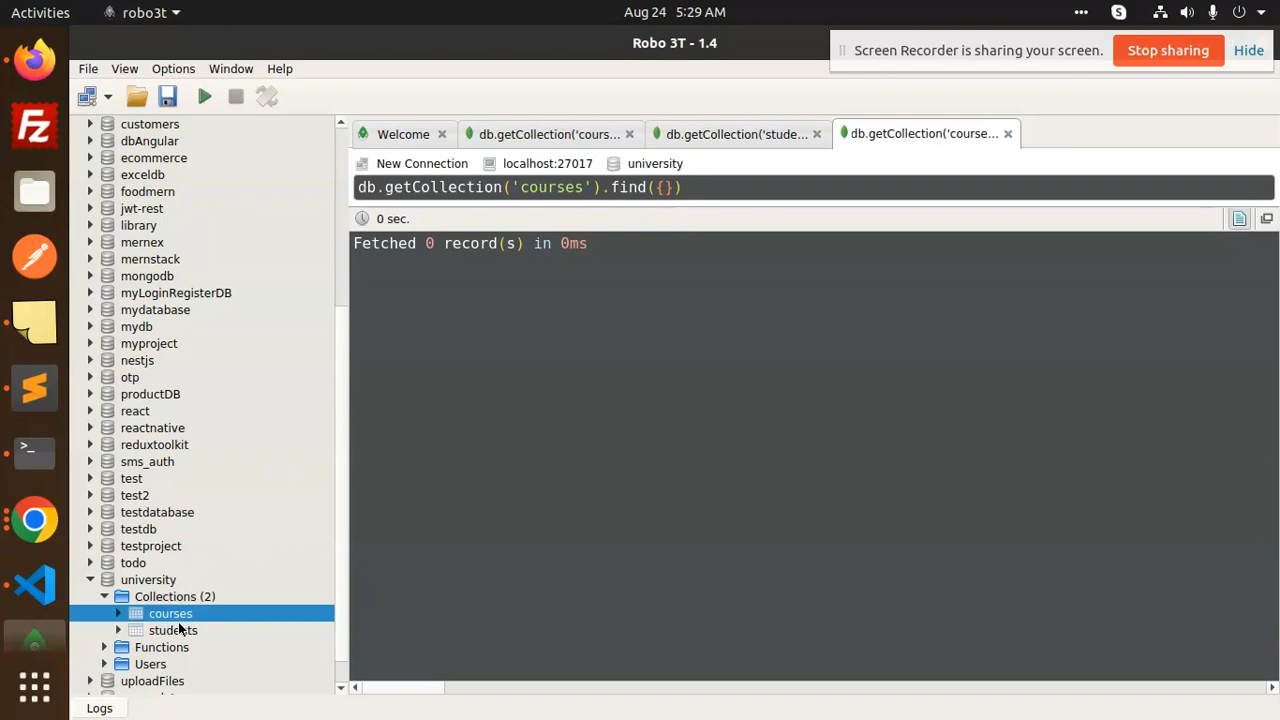 Activities
robo3t
Aug 24 5:29 AM
Robo 3T - 1.4
Screen Recorder is sharing your screen.
Stop sharing
Hide
File View Options Window Help
customers
dbAngular
ecommerce
exceldb
foodmern
jwt-rest
library
mernex
mernstack
mongodb
myLoginRegisterDB
mydatabase
mydb
myproject
nestjs
otp
productDB
react
reactnative
reduxtoolkit
sms_auth
test
test2
testdatabase
testdb
testproject
todo
university
Collections (2)
courses
students
Functions
Users
uploadFiles
Logs
Welcome
db.getCollection('cours...
db.getCollection('stude...
db.getCollection('course...
New Connection
localhost:27017
university
db.getCollection('courses').find({})
0 sec.
Fetched 0 record(s) in 0ms